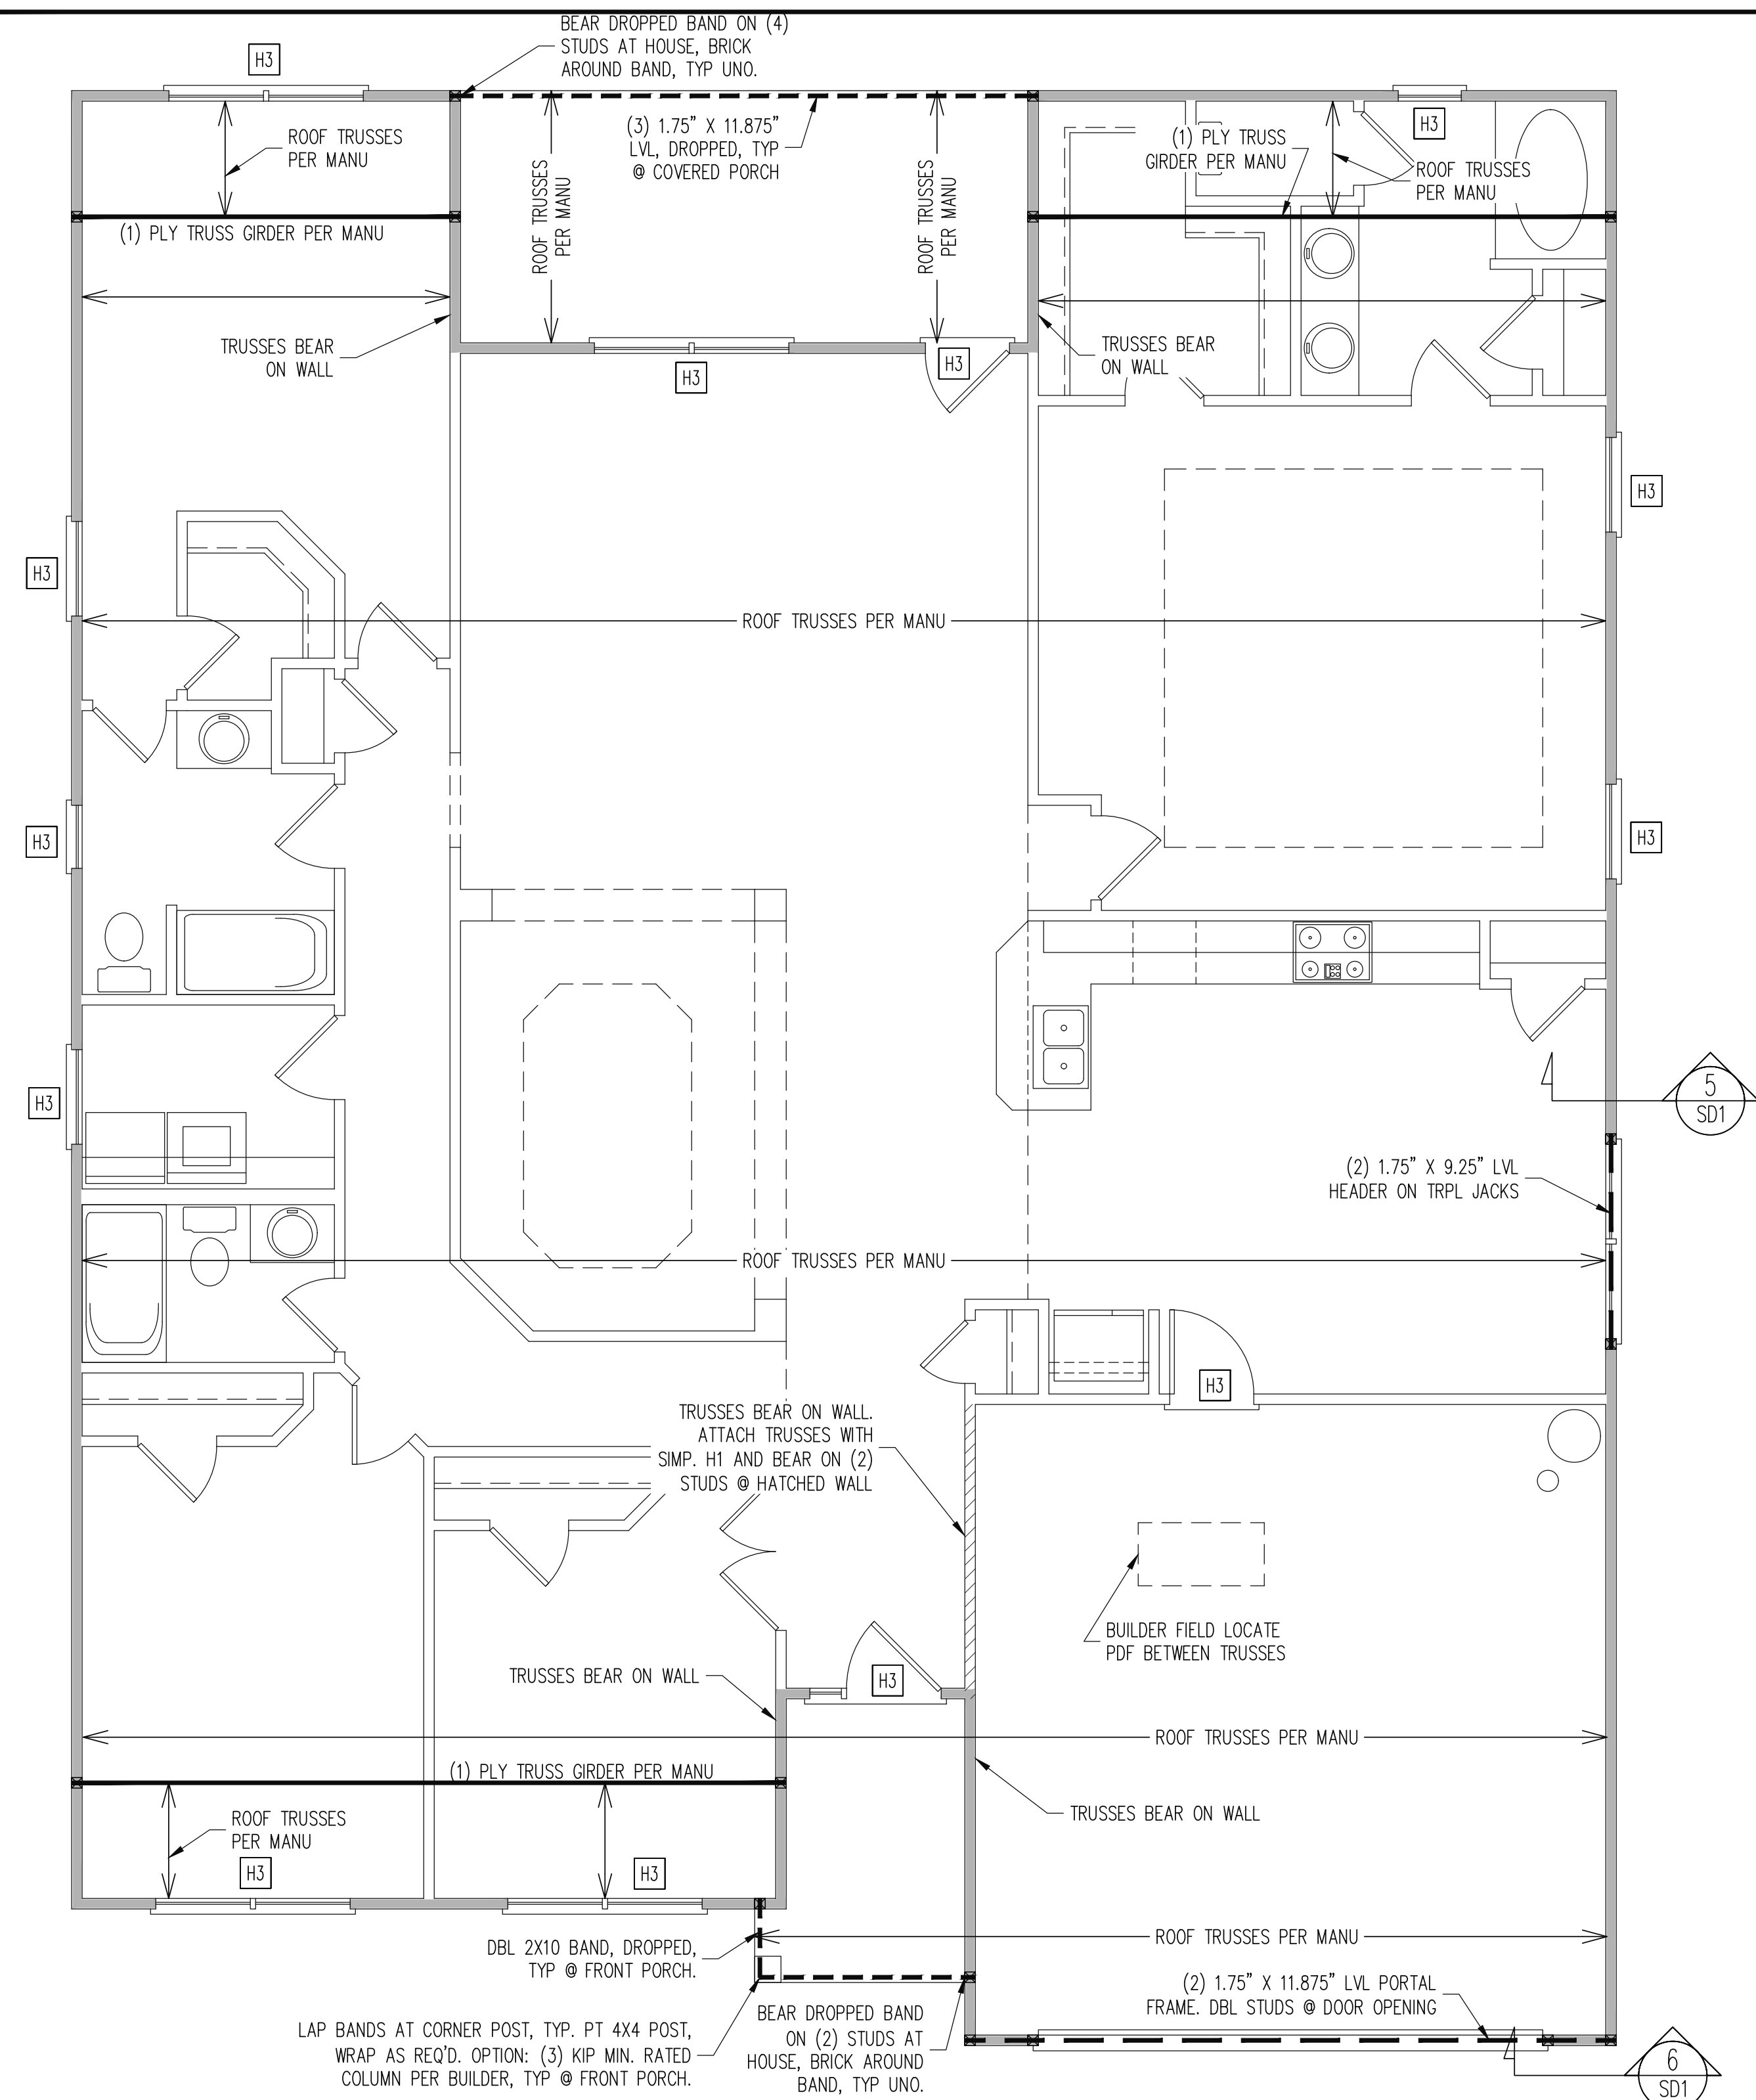 BEAR DROPPED BAND ON (4)
STUDS AT HOUSE, BRICK
AROUND BAND, TYP UNO.
H3
ROOF TRUSSES
PER MANU
(3) 1.75" X 11.875"
LVL, DROPPED, TYP
@ COVERED PORCH
ROOF TRUSSES
PER MANU
ROOF TRUSSES
PER MANU
(1) PLY TRUSS
GIRDER PER MANU
H3
ROOF TRUSSES
PER MANU
(1) PLY TRUSS GIRDER PER MANU
TRUSSES BEAR
ON WALL
H3
H3
TRUSSES BEAR
ON WALL
H3
H3
ROOF TRUSSES PER MANU
H3
H3
H3
5
SD1
(2) 1.75" X 9.25" LVL
HEADER ON TRPL JACKS
ROOF TRUSSES PER MANU
H3
TRUSSES BEAR ON WALL.
ATTACH TRUSSES WITH
SIMP. H1 AND BEAR ON (2)
STUDS @ HATCHED WALL
BUILDER FIELD LOCATE
PDF BETWEEN TRUSSES
TRUSSES BEAR ON WALL
H3
ROOF TRUSSES PER MANU
(1) PLY TRUSS GIRDER PER MANU
ROOF TRUSSES
PER MANU
TRUSSES BEAR ON WALL
H3
H3
DBL 2X10 BAND, DROPPED,
TYP @ FRONT PORCH.
ROOF TRUSSES PER MANU
(2) 1.75" X 11.875" LVL PORTAL
FRAME. DBL STUDS @ DOOR OPENING
LAP BANDS AT CORNER POST, TYP. PT 4X4 POST,
WRAP AS REQ'D. OPTION: (3) KIP MIN. RATED
COLUMN PER BUILDER, TYP @ FRONT PORCH.
BEAR DROPPED BAND
ON (2) STUDS AT
HOUSE, BRICK AROUND
BAND, TYP UNO.
6
SD1